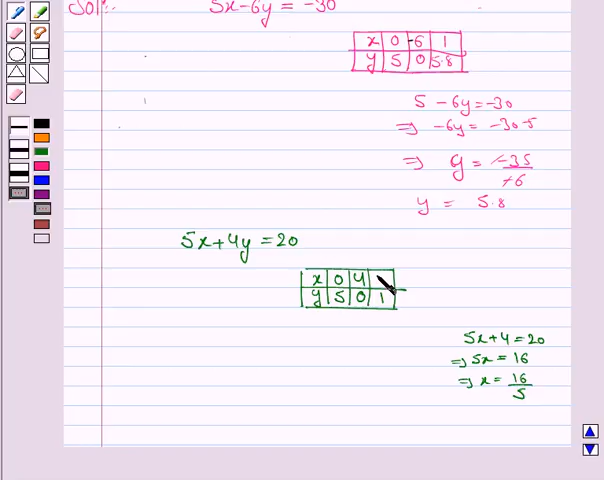 Solⁿ:- 5x-6y = -30
x 0 -6 1
y 5 0 5.8
5 - 6y = -30
⇒ -6y = -30-5
⇒ y = -35/-6
y = 5.8
5x+4y = 20
x 0 4
y 5 0 1
5x+4 = 20
⇒ 5x = 16
⇒ x = 16/5